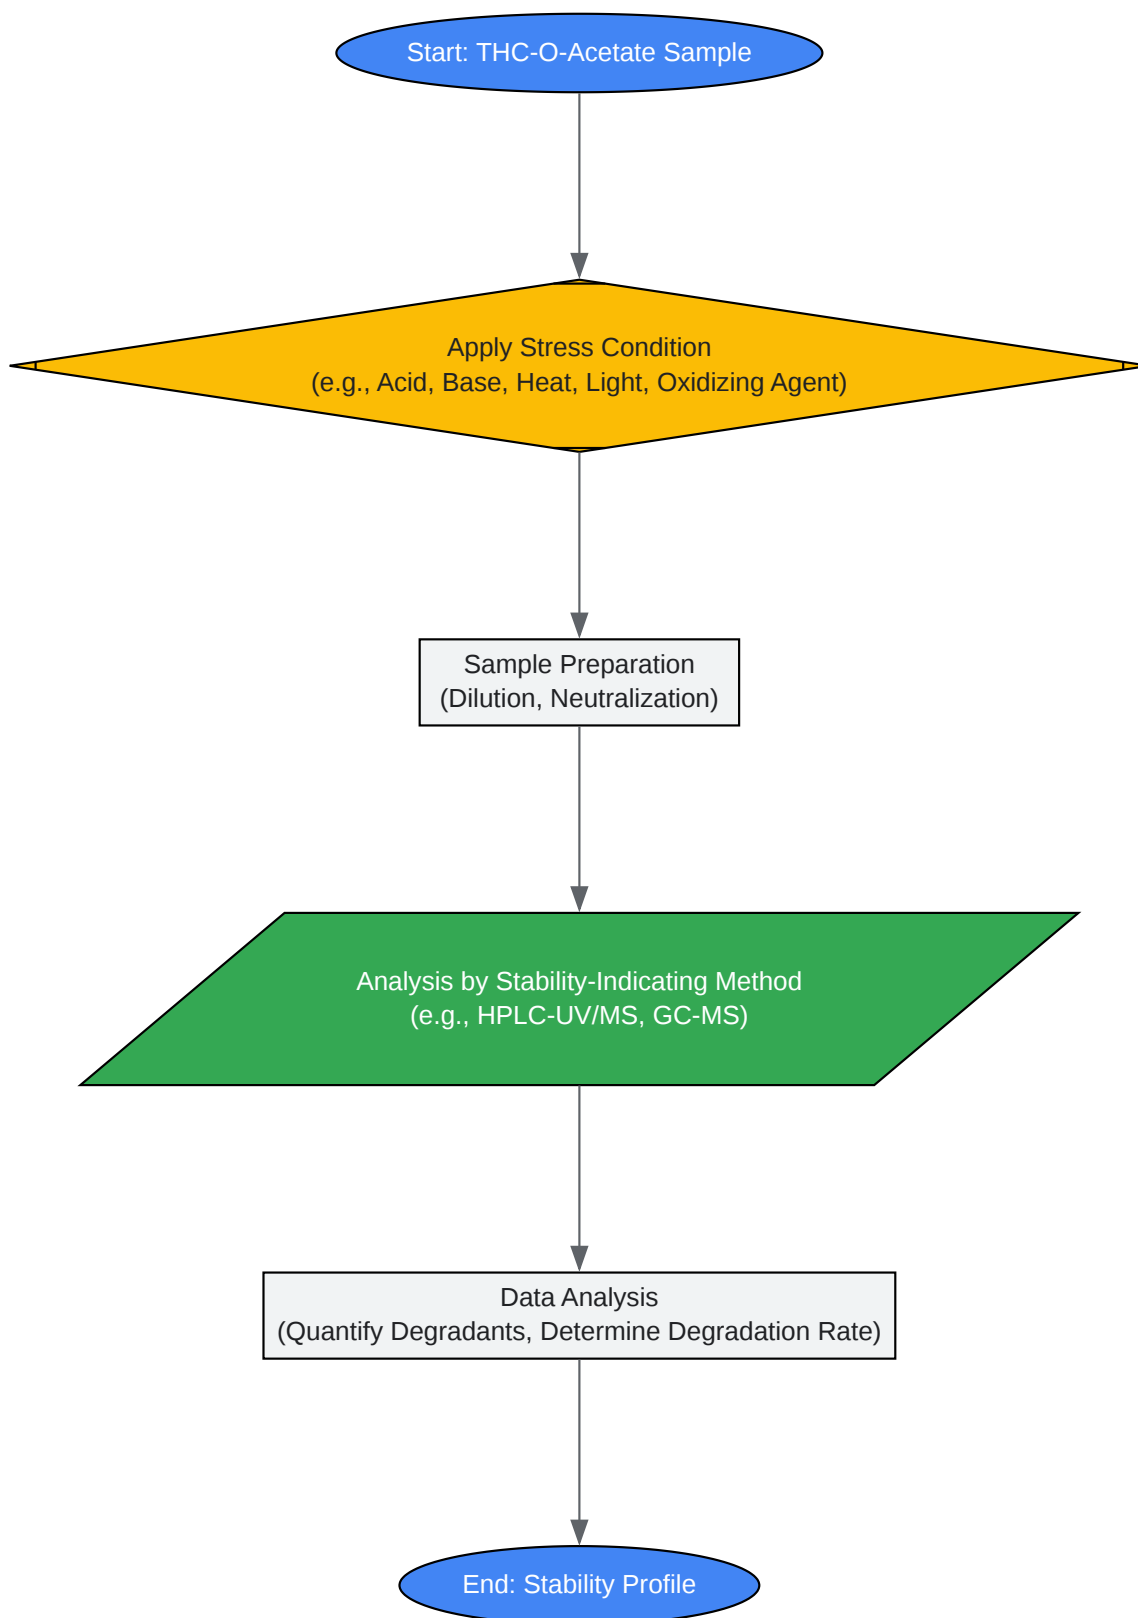 Start: THC-O-Acetate Sample
Apply Stress Condition
(e.g., Acid, Base, Heat, Light, Oxidizing Agent)
Sample Preparation
(Dilution, Neutralization)
Analysis by Stability-Indicating Method
(e.g., HPLC-UV/MS, GC-MS)
Data Analysis
(Quantify Degradants, Determine Degradation Rate)
End: Stability Profile